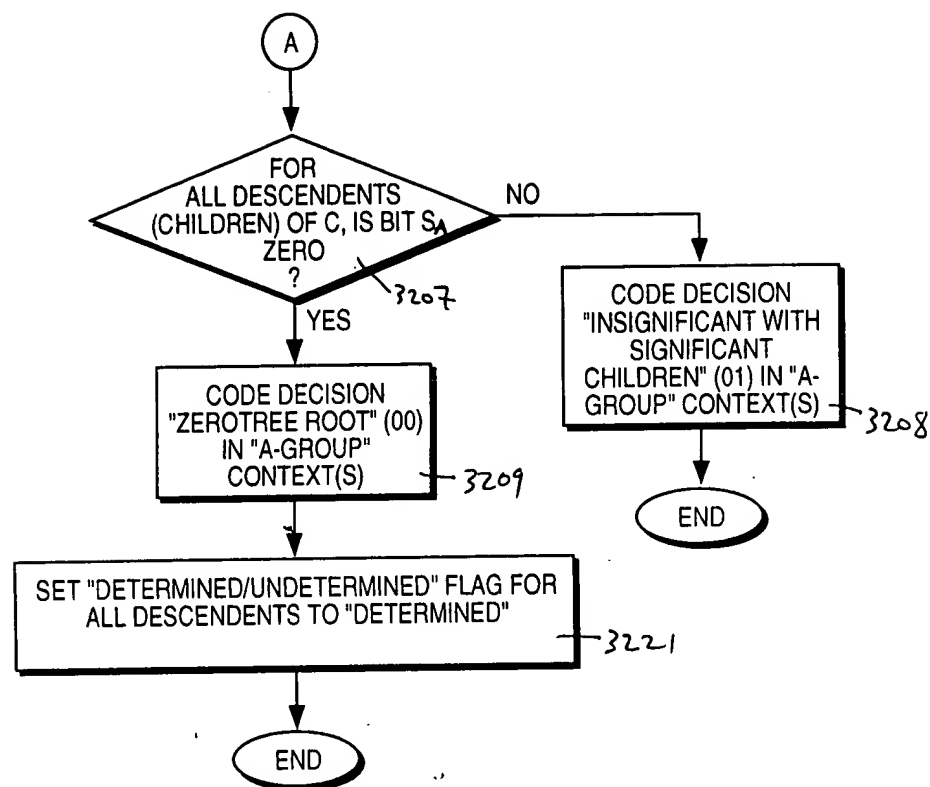 A
FOR
ALL DESCENDENTS
(CHILDREN) OF C, IS BIT SA
ZERO
?
3207
NO
YES
CODE DECISION
"INSIGNIFICANT WITH
SIGNIFICANT
CHILDREN" (01) IN "A-
GROUP" CONTEXT(S)
3208
END
CODE DECISION
"ZEROTREE ROOT" (00)
IN "A-GROUP"
CONTEXT(S)
3209
SET "DETERMINED/UNDETERMINED" FLAG FOR
ALL DESCENDENTS TO "DETERMINED"
3221
END